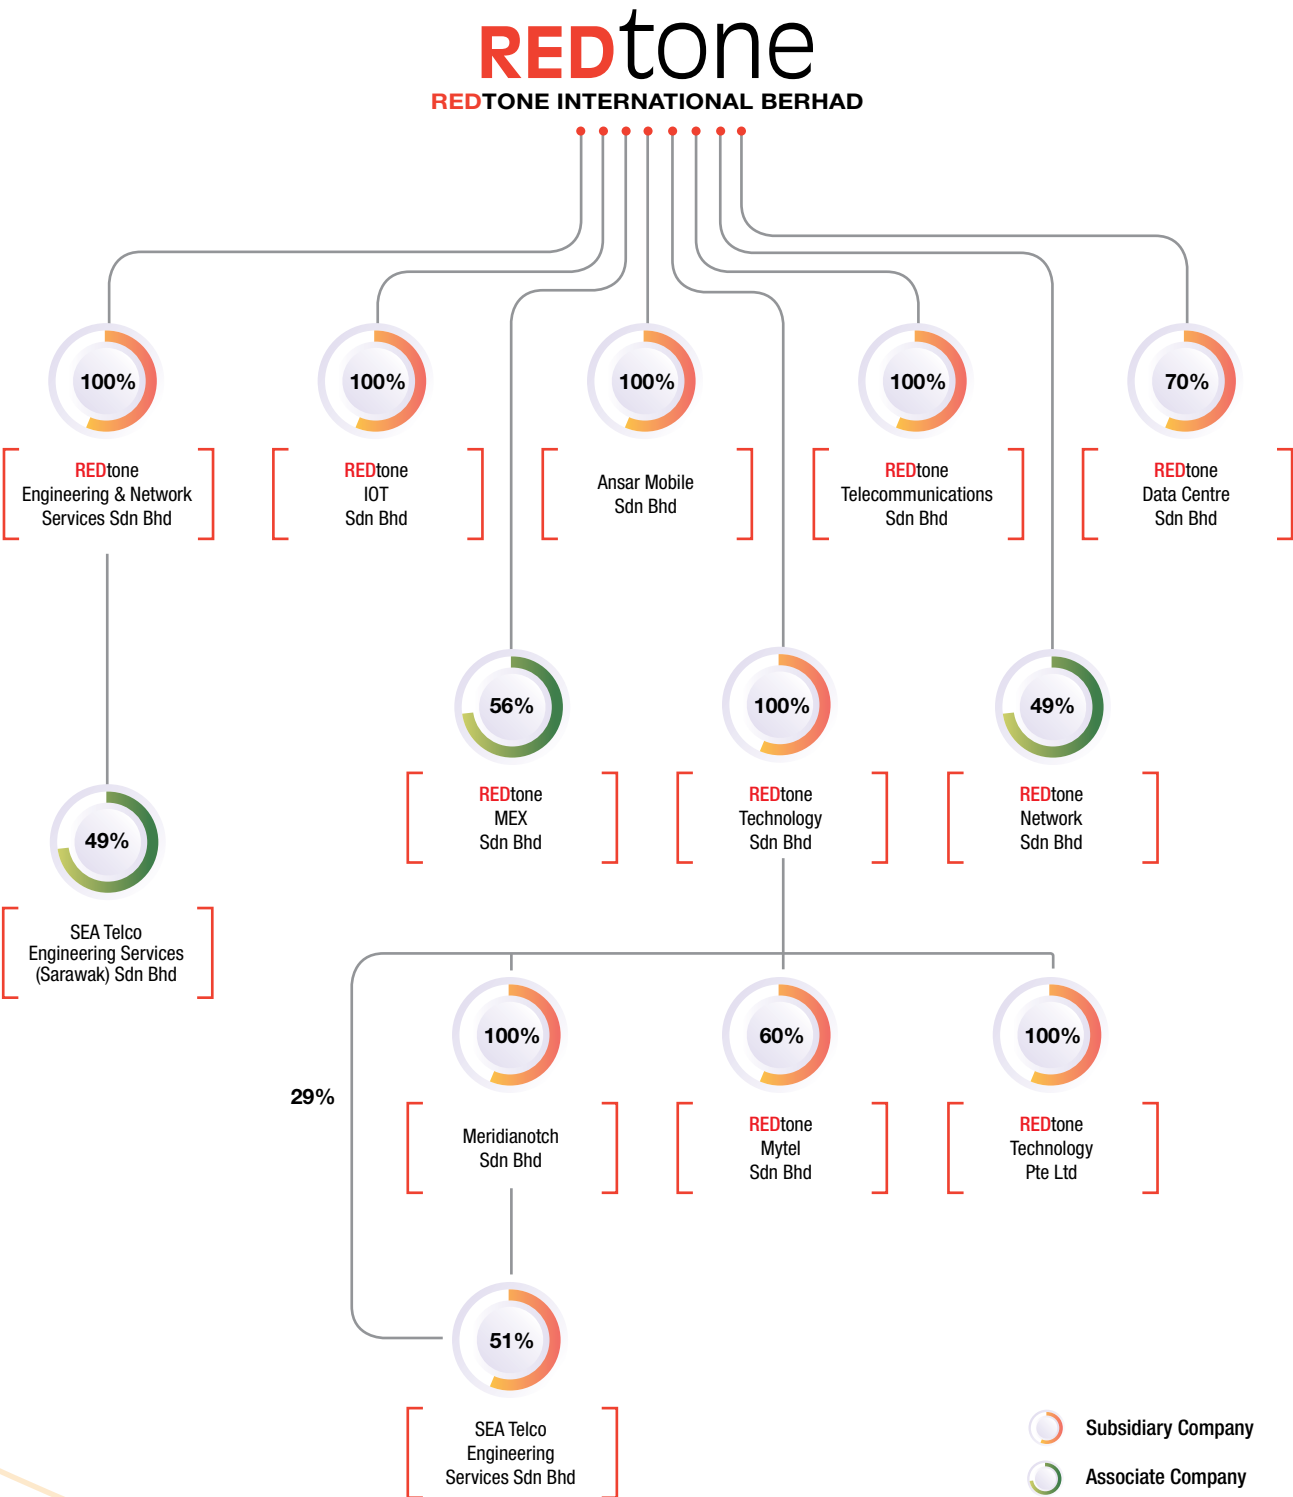 REDtone
REDTONE INTERNATIONAL BERHAD
100%
100%
100%
100%
70%
REDtone
Engineering & Network
Services Sdn Bhd
REDtone
IOT
Sdn Bhd
Ansar Mobile
Sdn Bhd
REDtone
Telecommunications
Sdn Bhd
REDtone
Data Centre
Sdn Bhd
56%
100%
49%
REDtone
MEX
Sdn Bhd
REDtone
Technology
Sdn Bhd
REDtone
Network
Sdn Bhd
49%
SEA Telco
Engineering Services
(Sarawak) Sdn Bhd
100%
60%
100%
29%
Meridianotch
Sdn Bhd
REDtone
Mytel
Sdn Bhd
REDtone
Technology
Pte Ltd
51%
SEA Telco
Engineering
Services Sdn Bhd
Subsidiary Company
Associate Company